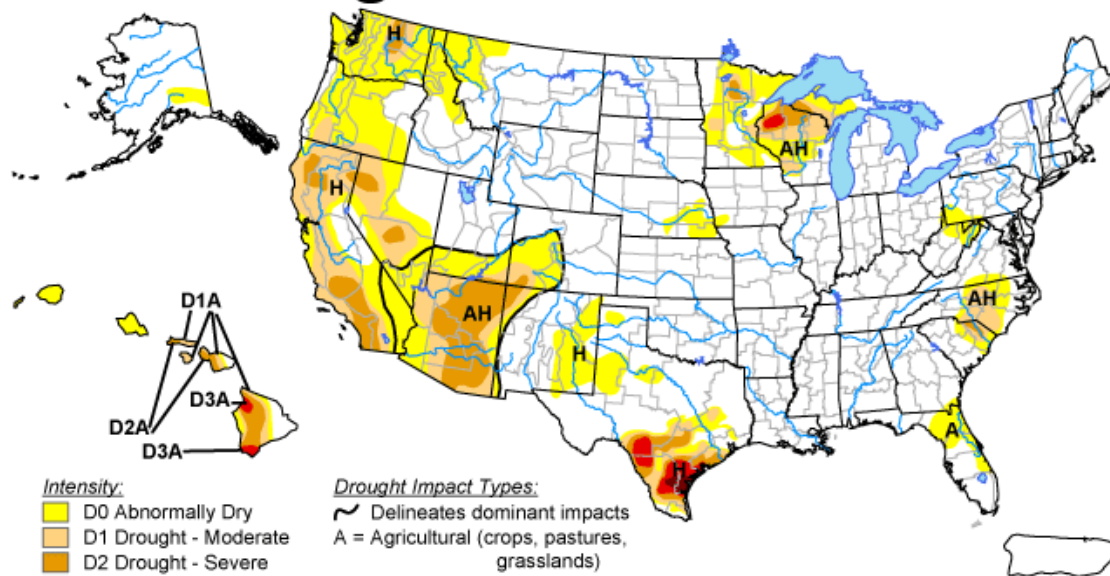 H
AH
H
AH
H
AH
A
H
D1A
D3A
D2A
D3A
Intensity:
D0 Abnormally Dry
D1 Drought - Moderate
D2 Drought - Severe
Drought Impact Types:
Delineates dominant impacts
A = Agricultural (crops, pastures,
grasslands)